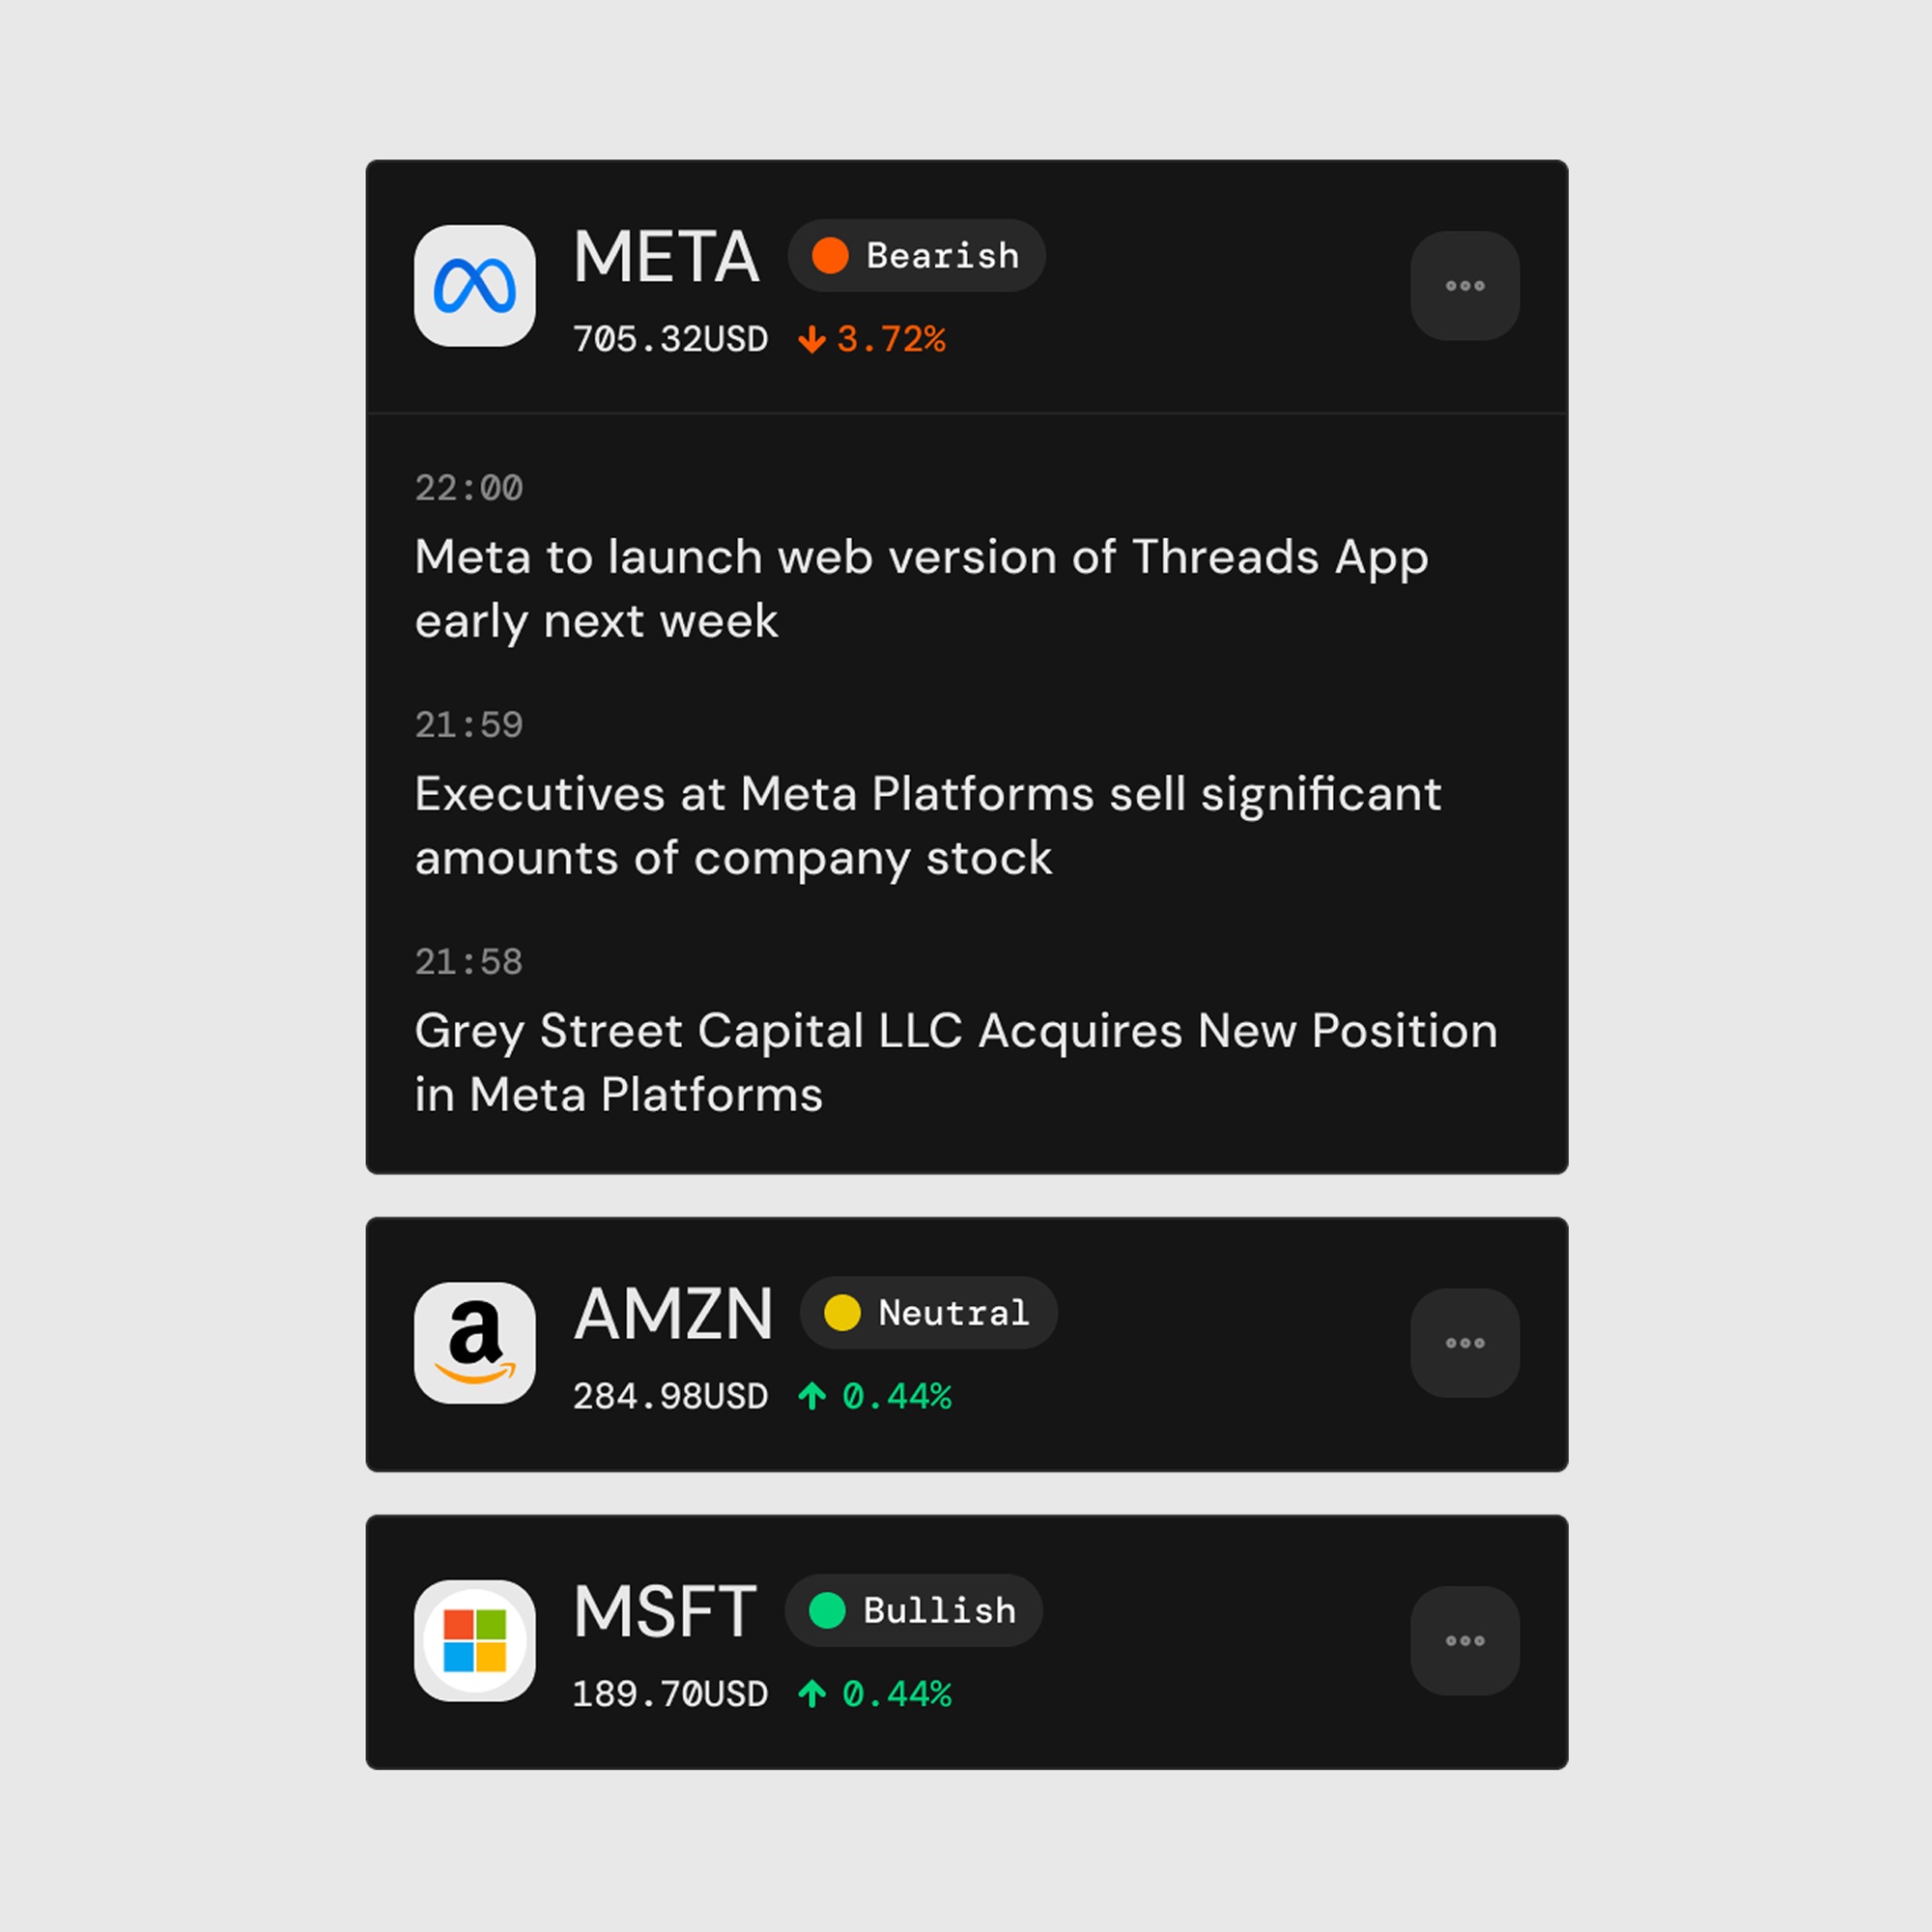 META
Bearish
705.32USD
3.72%
22:00
Meta to launch web version of Threads App
early next week
21:59
Executives at Meta Platforms sell significant
amounts of company stock
21:58
Grey Street Capital LLC Acquires New Position
in Meta Platforms
AMZN
Neutral
284.98USD
0.44%
MSFT
Bullish
189.70USD
0.44%